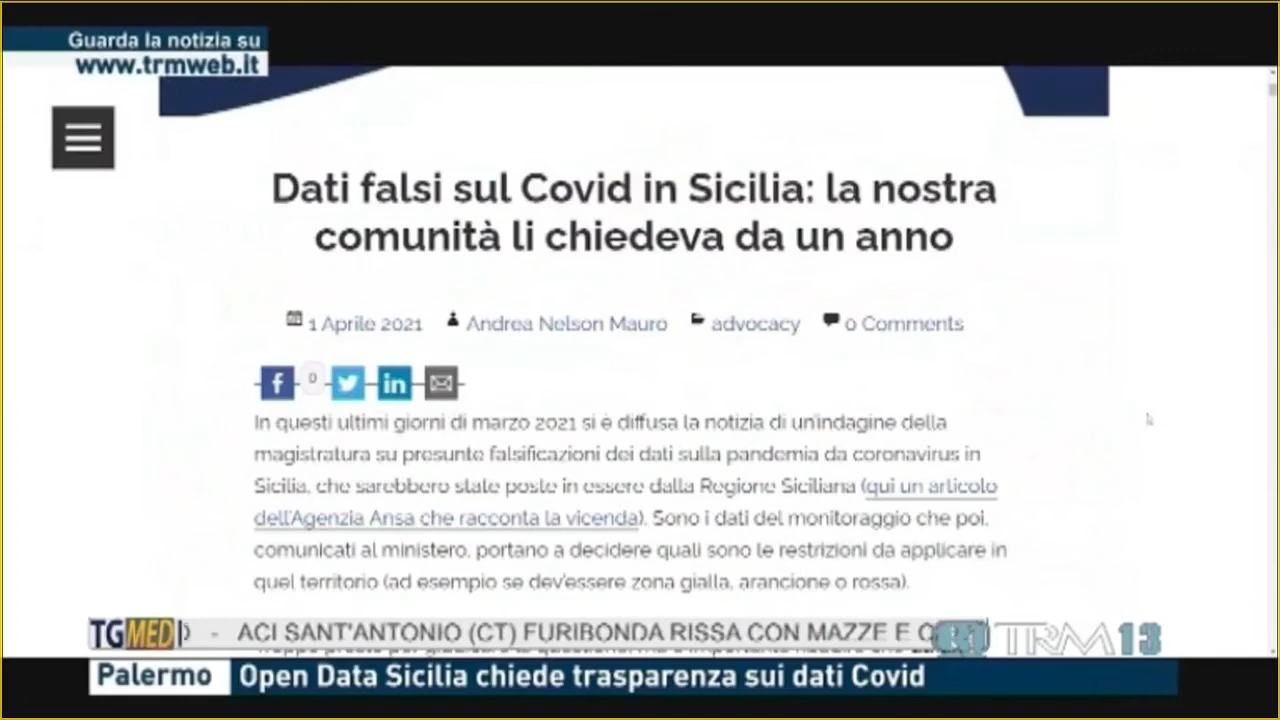 Guarda la notizia su
www.trmweb.it
Dati falsi sul Covid in Sicilia: la nostra
comunità li chiedeva da un anno
1 Aprile 2021 Andrea Nelson Mauro advocacy 0 Comments
0
In questi ultimi giorni di marzo 2021 si è diffusa la notizia di un'indagine della
magistratura su presunte falsificazioni dei dati sulla pandemia da coronavirus in
Sicilia, che sarebbero state poste in essere dalla Regione Siciliana (qui un articolo
dell'Agenzia Ansa che racconta la vicenda). Sono i dati del monitoraggio che poi,
comunicati al ministero, portano a decidere quali sono le restrizioni da applicare in
quel territorio (ad esempio se dev'essere zona gialla, arancione o rossa).
TGMED - ACI SANT'ANTONIO (CT) FURIBONDA RISSA CON MAZZE E TRM13
Palermo Open Data Sicilia chiede trasparenza sui dati Covid